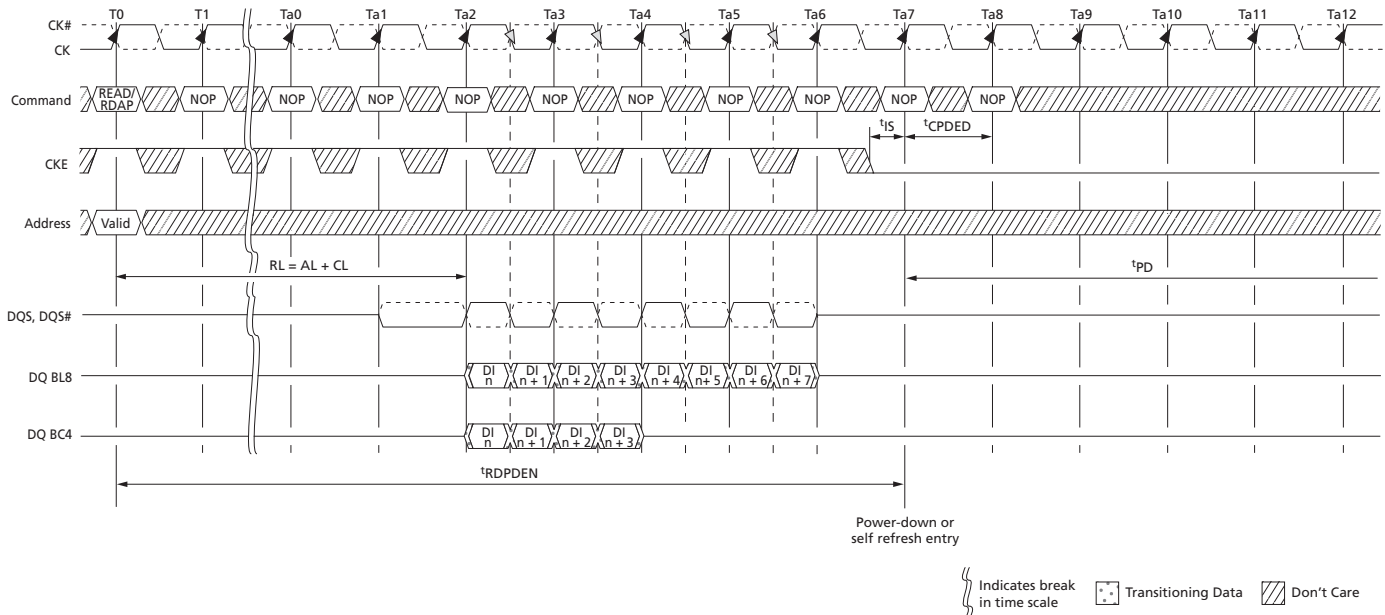 T0 T1 Ta0 Ta1 Ta2 Ta3 Ta4 Ta5 Ta6 Ta7 Ta8 Ta9 Ta10 Ta11 Ta12
CK#
CK
Command READ/RDAP NOP NOP NOP NOP NOP NOP NOP NOP NOP NOP
tIS tCPDED
CKE
Address Valid
RL = AL + CL tPD
DQS, DQS#
DQ BL8 DI n DI n + 1 DI n + 2 DI n + 3 DI n + 4 DI n+ 5 DI n + 6 DI n + 7
DQ BC4 DI n DI n + 1 DI n + 2 DI n + 3
tRDPDEN
Power-down or
self refresh entry
Indicates break
in time scale
Transitioning Data
Don't Care